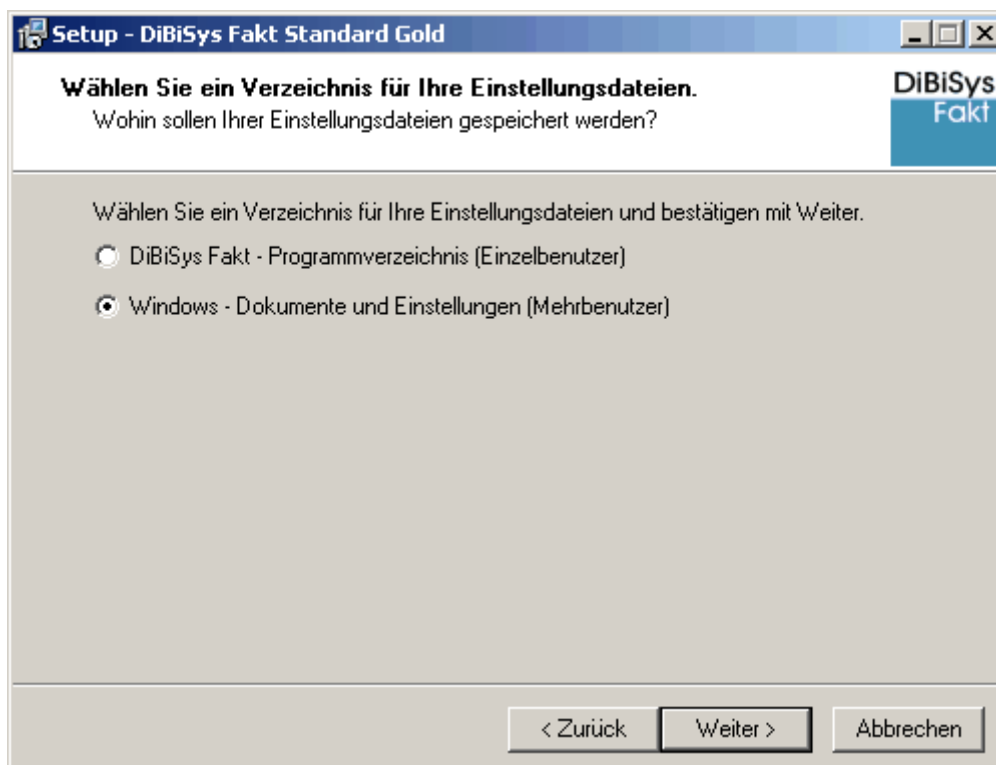 Setup - DiBiSys Fakt Standard Gold
Wählen Sie ein Verzeichnis für Ihre Einstellungsdateien.
Wohin sollen Ihrer Einstellungsdateien gespeichert werden?
DiBiSys
Fakt
Wählen Sie ein Verzeichnis für Ihre Einstellungsdateien und bestätigen mit Weiter.
DiBiSys Fakt - Programmverzeichnis (Einzelbenutzer)
Windows - Dokumente und Einstellungen (Mehrbenutzer)
< Zurück
Weiter >
Abbrechen